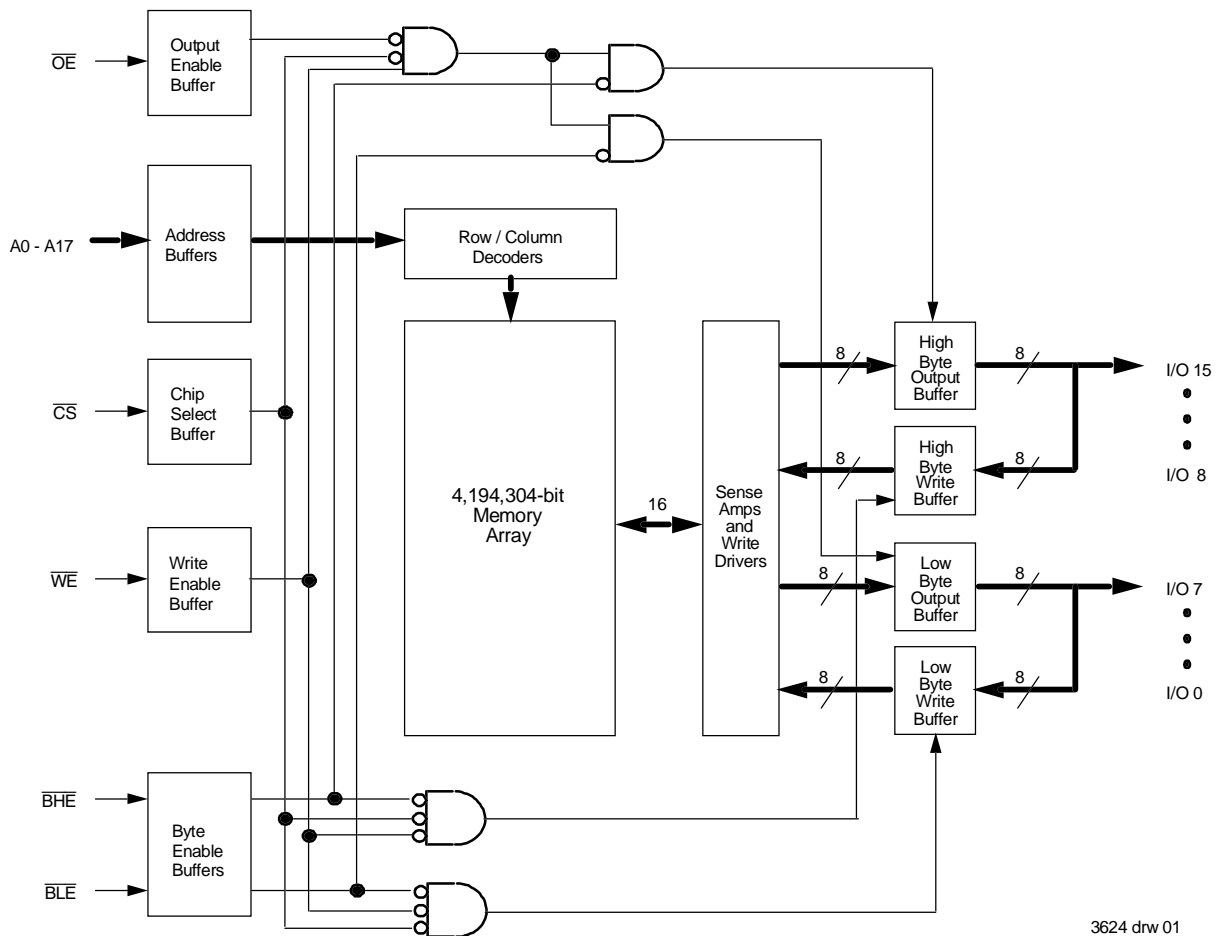 Output
Enable
Buffer
OE
A0 - A17
Address
Buffers
Row / Column
Decoders
CS
Chip
Select
Buffer
4,194,304-bit
Memory
Array
16
Sense
Amps
and
Write
Drivers
8
High
Byte
Output
Buffer
8
I/O 15
8
High
Byte
Write
Buffer
8
I/O 8
WE
Write
Enable
Buffer
8
Low
Byte
Output
Buffer
8
I/O 7
8
Low
Byte
Write
Buffer
8
I/O 0
BHE
Byte
Enable
Buffers
BLE
3624 drw 01